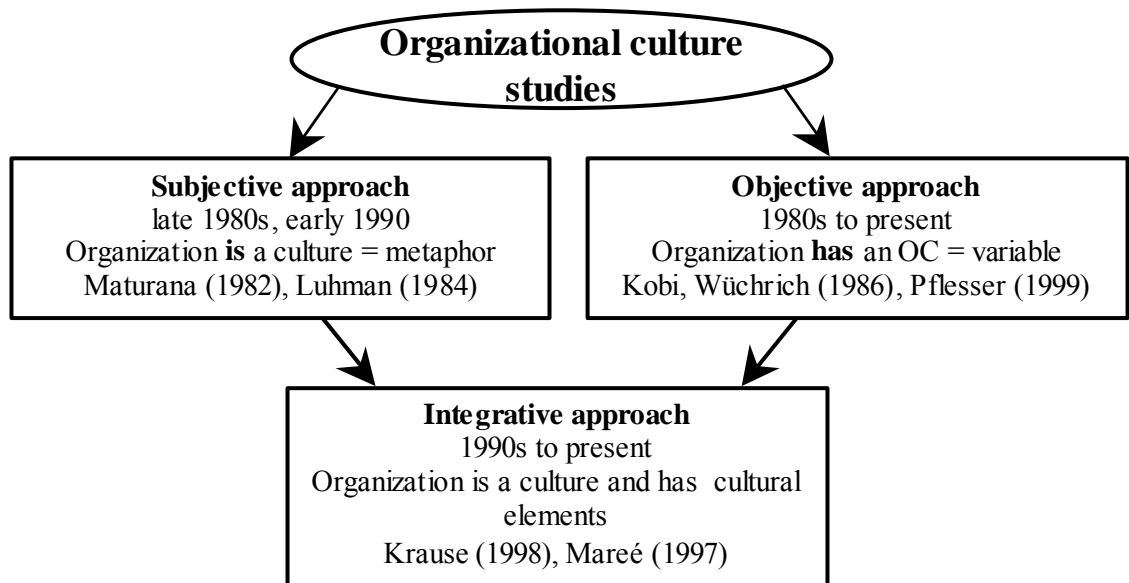 Organizational culture
studies
Subjective approach
late 1980s, early 1990
Organization is a culture = metaphor
Maturana (1982), Luhman (1984)
Objective approach
1980s to present
Organization has an OC = variable
Kobi, Wüchrich (1986), Pflesser (1999)
Integrative approach
1990s to present
Organization is a culture and has cultural
elements
Krause (1998), Mareé (1997)